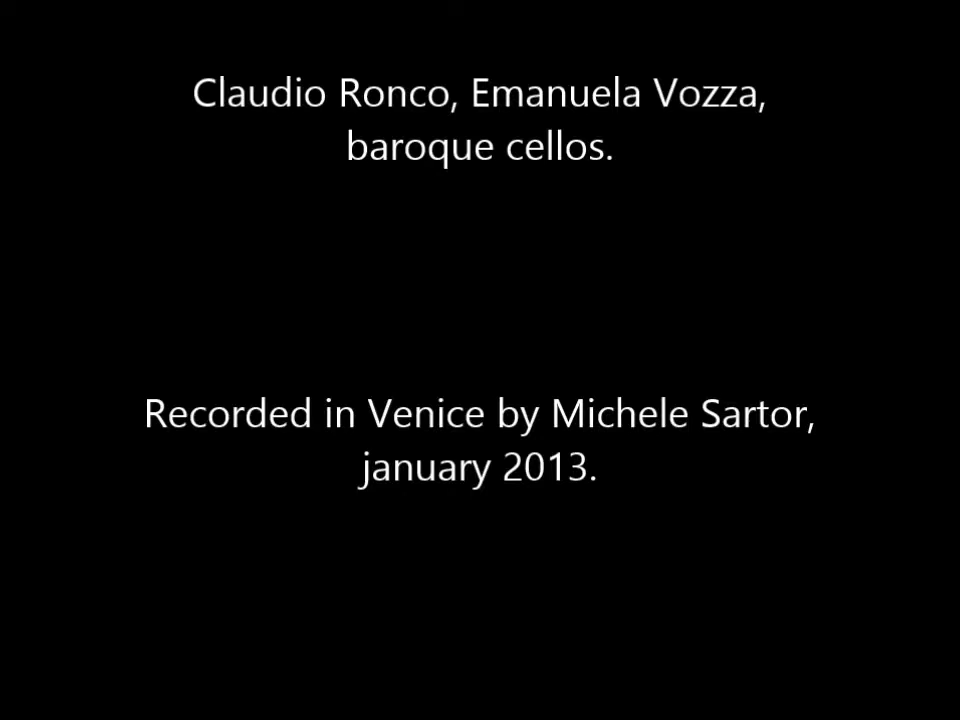 Claudio Ronco, Emanuela Vozza,
baroque cellos.
Recorded in Venice by Michele Sartor,
january 2013.